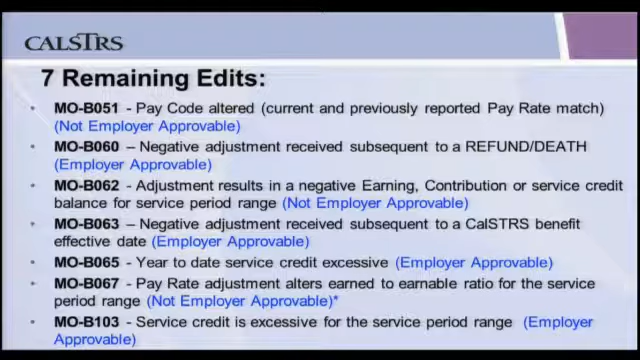 CALSTRS
7 Remaining Edits:
• MO-B051 - Pay Code altered (current and previously reported Pay Rate match)
(Not Employer Approvable)
• MO-B060 – Negative adjustment received subsequent to a REFUND/DEATH
(Employer Approvable)
• MO-B062 - Adjustment results in a negative Earning, Contribution or service credit
balance for service period range (Not Employer Approvable)
• MO-B063 – Negative adjustment received subsequent to a CalSTRS benefit
effective date (Employer Approvable)
• MO-B065 - Year to date service credit excessive (Employer Approvable)
• MO-B067 - Pay Rate adjustment alters earned to earnable ratio for the service
period range (Not Employer Approvable)*
• MO-B103 - Service credit is excessive for the service period range (Employer
Approvable)